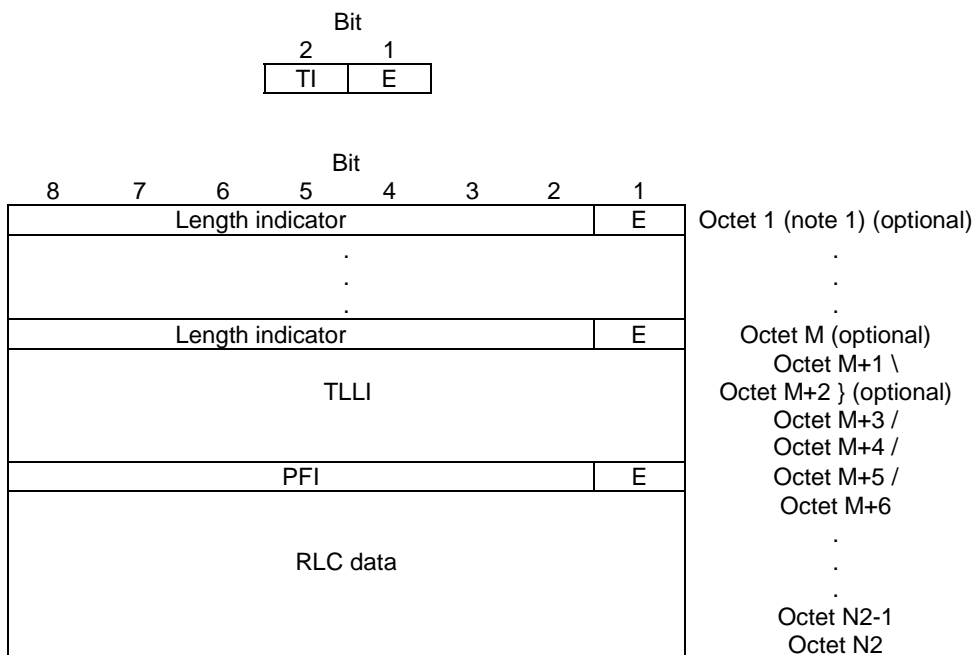 Bit
2 1
TI E
Bit
8 7 6 5 4 3 2 1
Length indicator E Octet 1 (note 1) (optional)
. .
. .
. .
Length indicator E Octet M (optional)
Octet M+1 \
TLLI Octet M+2 } (optional)
Octet M+3 /
Octet M+4 /
PFI E Octet M+5 /
Octet M+6
.
RLC data .
.
Octet N2-1
Octet N2